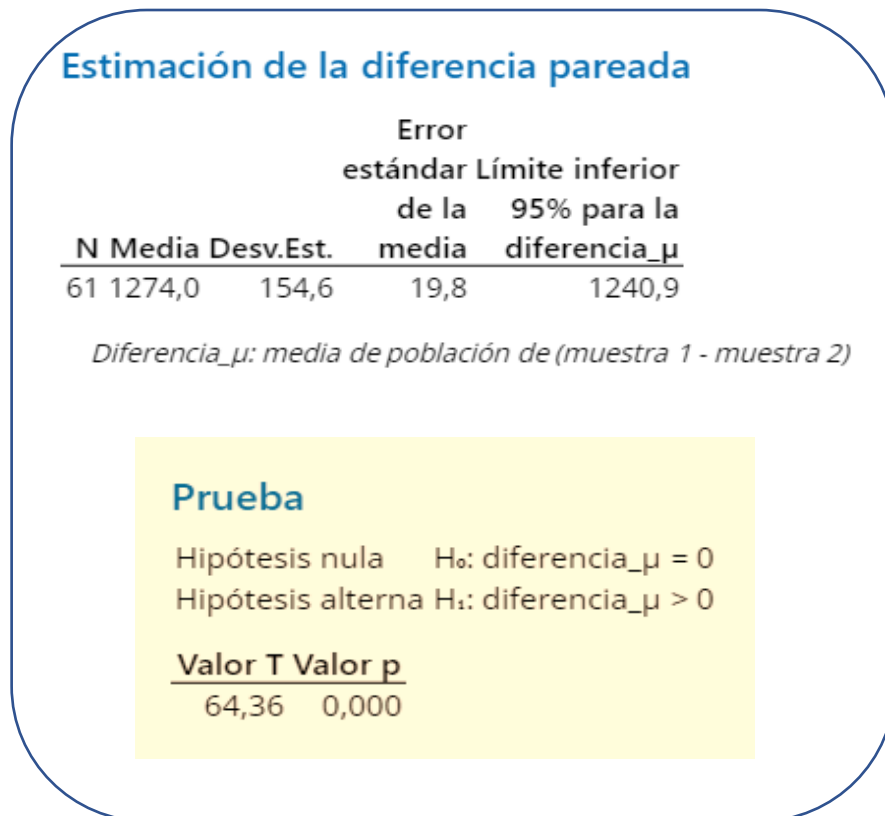 Estimación de la diferencia pareada
Error
estándar Límite inferior
de la 95% para la
N Media Desv.Est. media diferencia_μ
61 1274,0 154,6 19,8 1240,9
Diferencia_μ: media de población de (muestra 1 - muestra 2)
Prueba
Hipótesis nula H₀: diferencia_μ = 0
Hipótesis alterna H₁: diferencia_μ > 0
Valor T Valor p
64,36 0,000